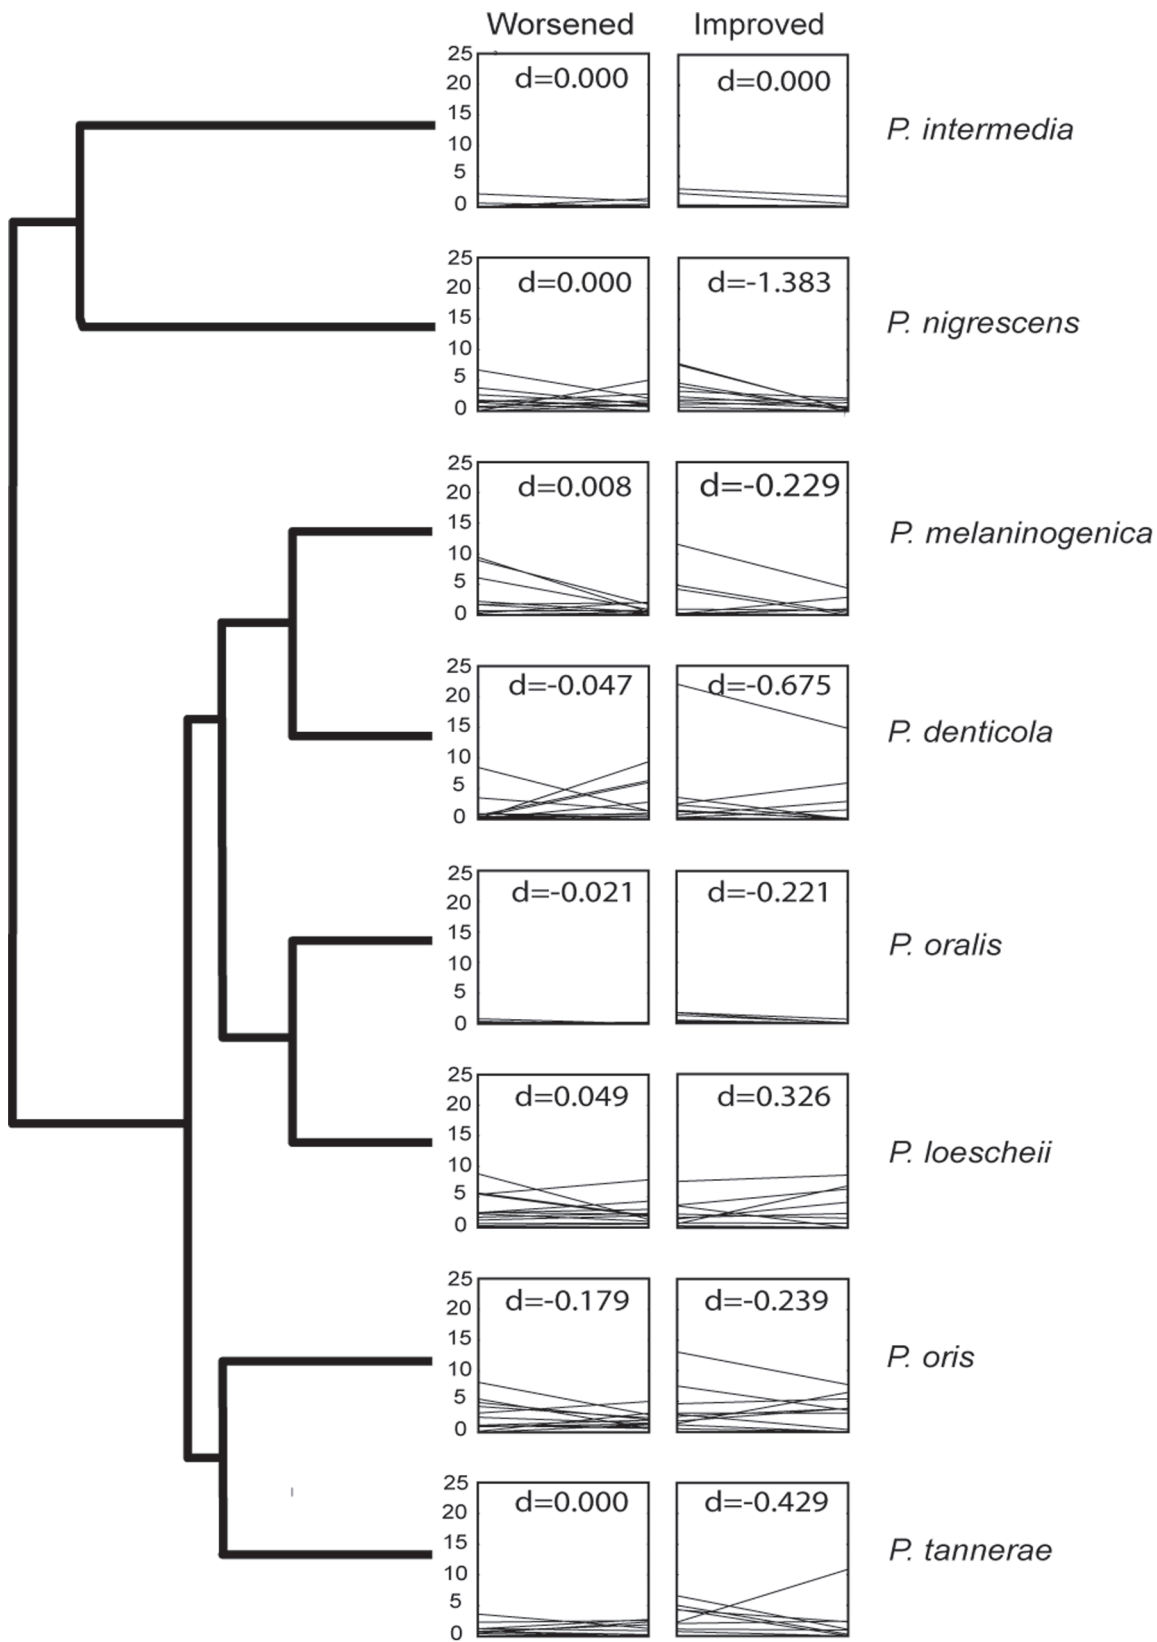 Worsened Improved
25 d=0.000 d=0.000
20
15 P. intermedia
10
5
0
25 d=0.000 d=-1.383
20
15 P. nigrescens
10
5
0
25 d=0.008 d=-0.229
20
15 P. melaninogenica
10
5
0
25 d=-0.047 d=-0.675
20
15 P. denticola
10
5
0
25 d=-0.021 d=-0.221
20
15 P. oralis
10
5
0
25 d=0.049 d=0.326
20
15 P. loescheii
10
5
0
25 d=-0.179 d=-0.239
20
15 P. oris
10
5
0
25 d=0.000 d=-0.429
20
15 P. tannerae
10
5
0